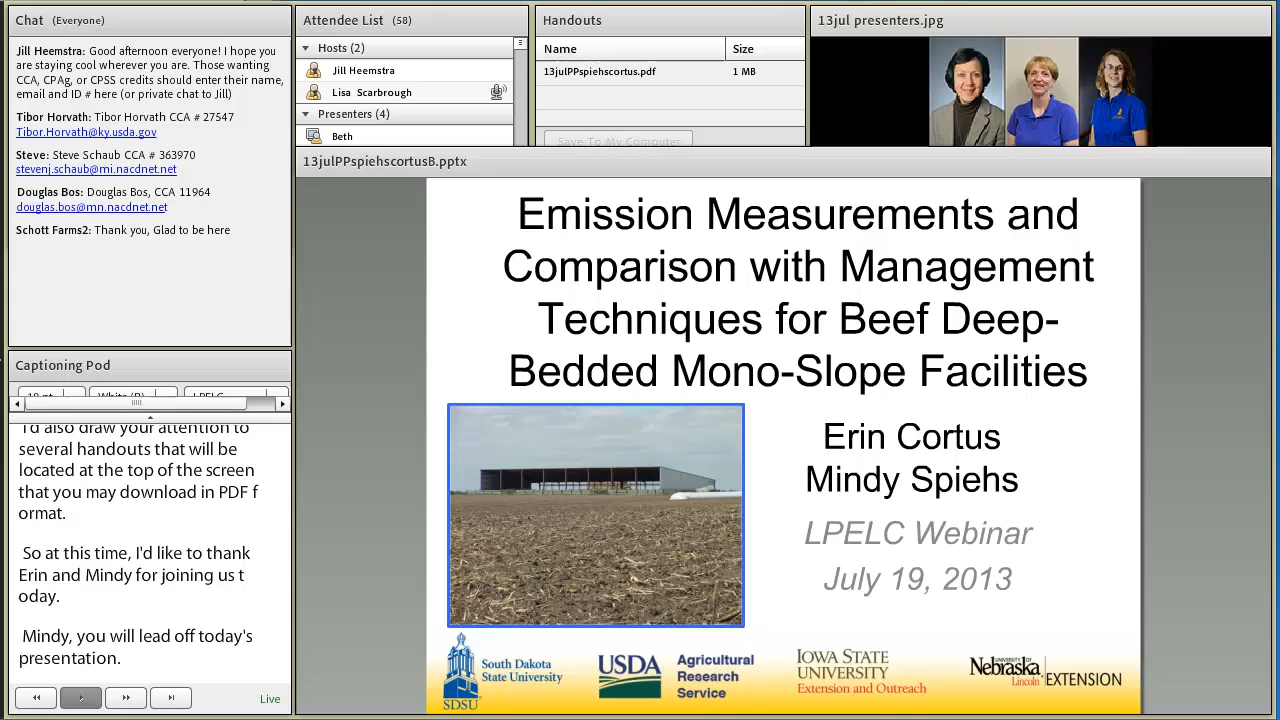 Chat (Everyone)
Jill Heemstra: Good afternoon everyone! I hope you
are staying cool wherever you are. Those wanting
CCA, CPAg, or CPSS credits should enter their name,
email and ID # here (or private chat to Jill)
Tibor Horvath: Tibor Horvath CCA # 27547
Tibor.Horvath@ky.usda.gov
Steve: Steve Schaub CCA # 363970
stevenj.schaub@mi.nacdnet.net
Douglas Bos: Douglas Bos, CCA 11964
douglas.bos@mn.nacdnet.net
Schott Farms2: Thank you, Glad to be here
Captioning Pod
18 pt
White (B)
LPELC
I'd also draw your attention to
several handouts that will be
located at the top of the screen
that you may download in PDF f
ormat.
So at this time, I'd like to thank
Erin and Mindy for joining us t
oday.
Mindy, you will lead off today's
presentation.
Live
Attendee List (58)
Hosts (2)
Jill Heemstra
Lisa Scarbrough
Presenters (4)
Beth
Handouts
Name Size
13julPPspiehscortus.pdf 1 MB
Save To My Computer
13jul presenters.jpg
13julPPspiehscortusB.pptx
Emission Measurements and
Comparison with Management
Techniques for Beef Deep-
Bedded Mono-Slope Facilities
Erin Cortus
Mindy Spiehs
LPELC Webinar
July 19, 2013
SDSU
South Dakota
State University
USDA
Agricultural
Research
Service
IOWA STATE
UNIVERSITY
Extension and Outreach
UNIVERSITY OF
Nebraska
Lincoln
EXTENSION